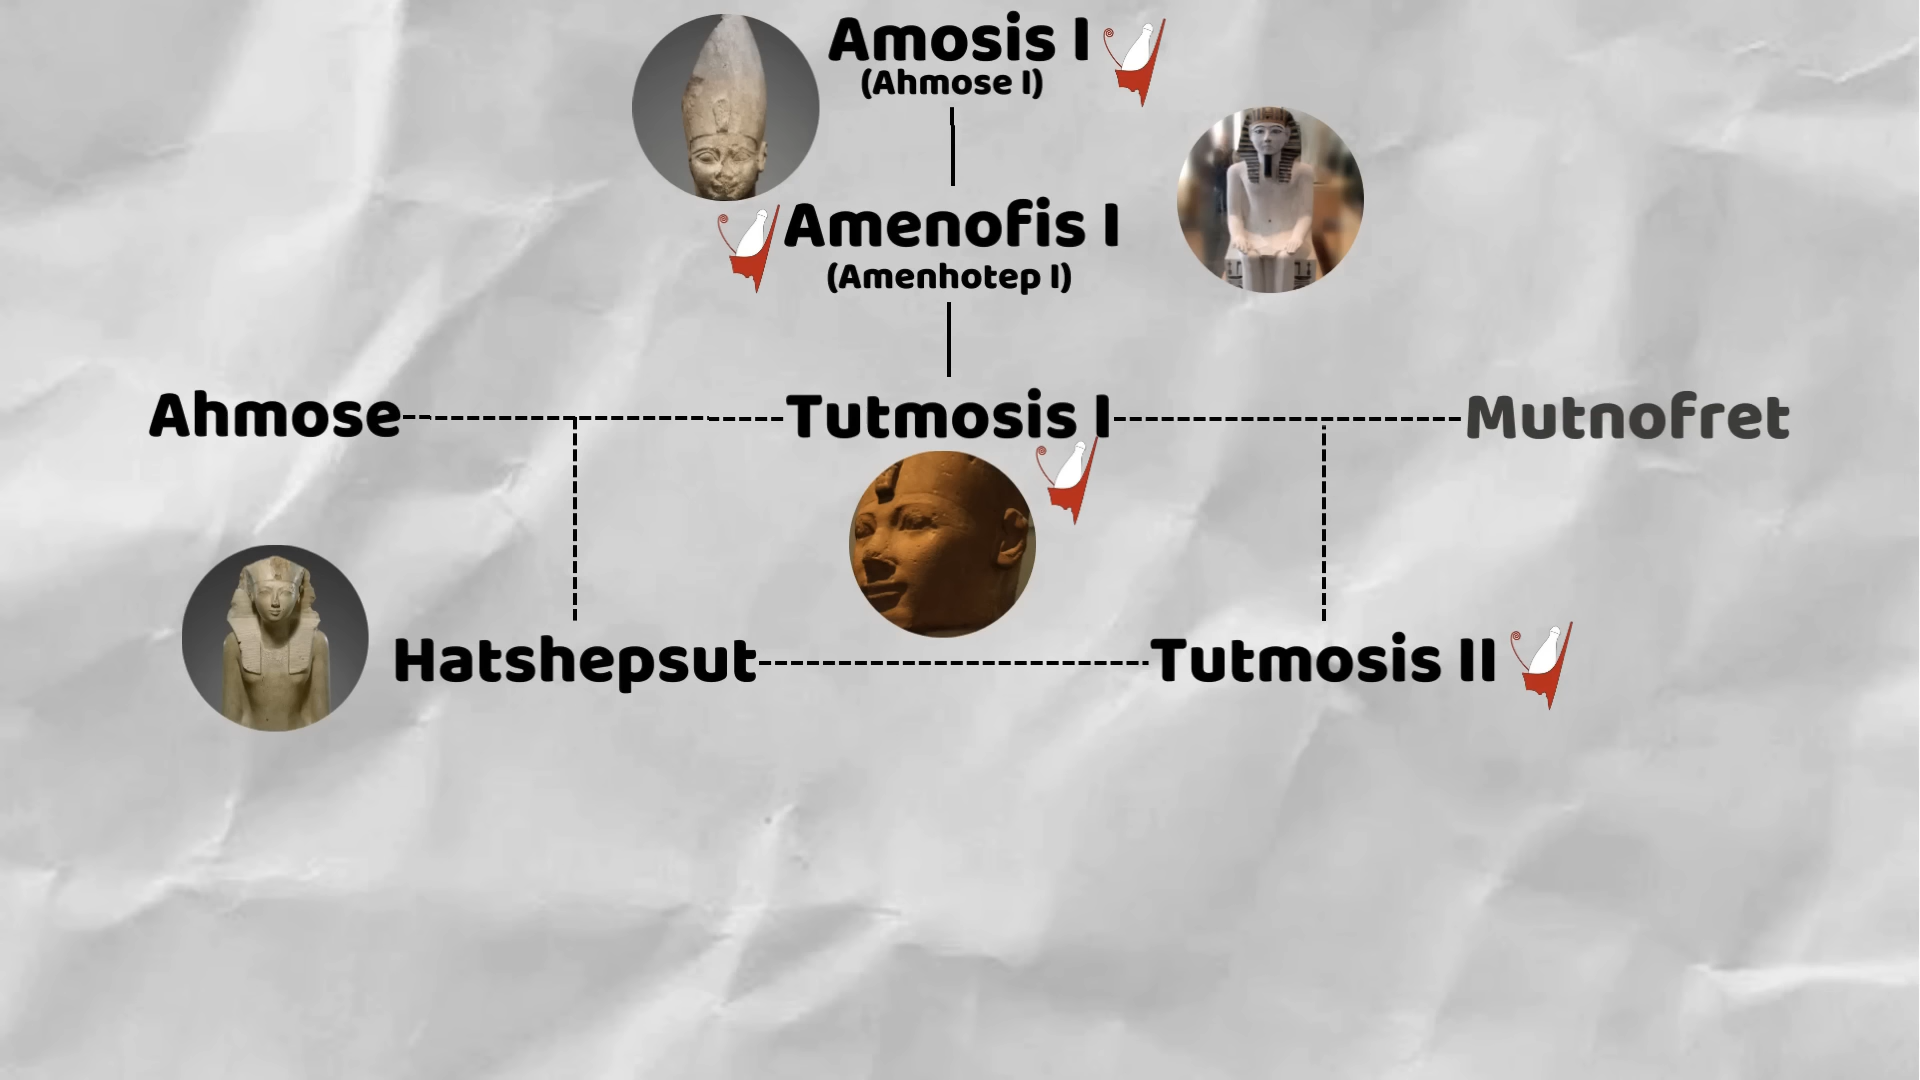 Amosis I
(Ahmose I)
Amenofis I
(Amenhotep I)
Ahmose
Tutmosis I
Mutnofret
Hatshepsut
Tutmosis II